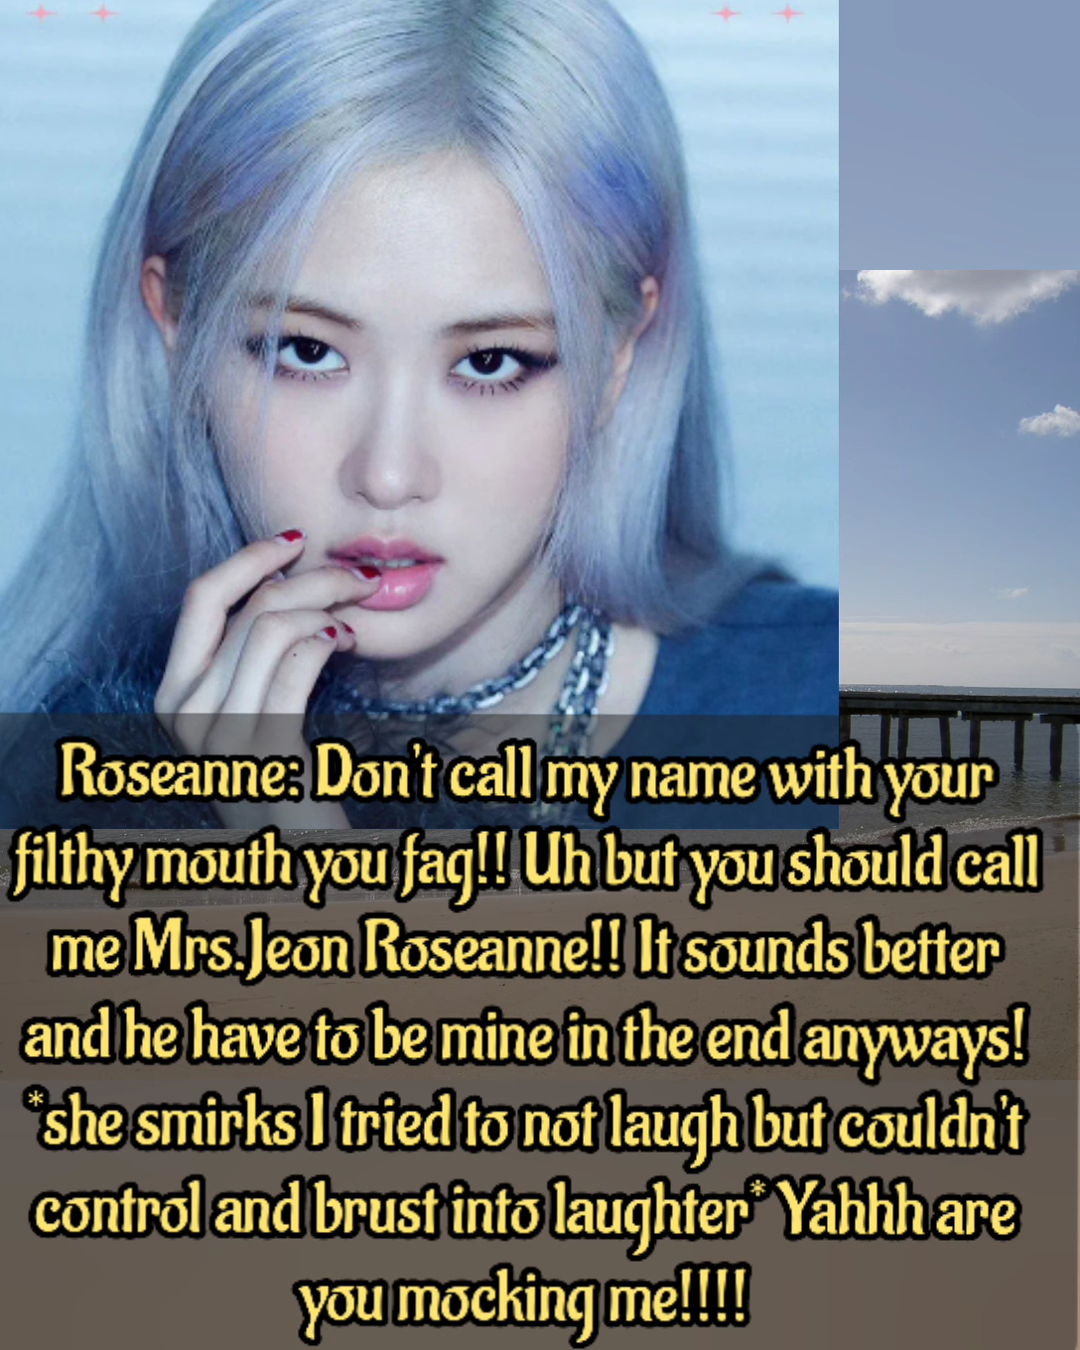 Roseanne: Don't call my name with your
filthy mouth you fag!! Uh but you should call
me Mrs.Jeon Roseanne!! It sounds better
and he have to be mine in the end anyways!
*she smirks I tried to not laugh but couldn't
control and brust into laughter* Yahhh are
you mocking me!!!!